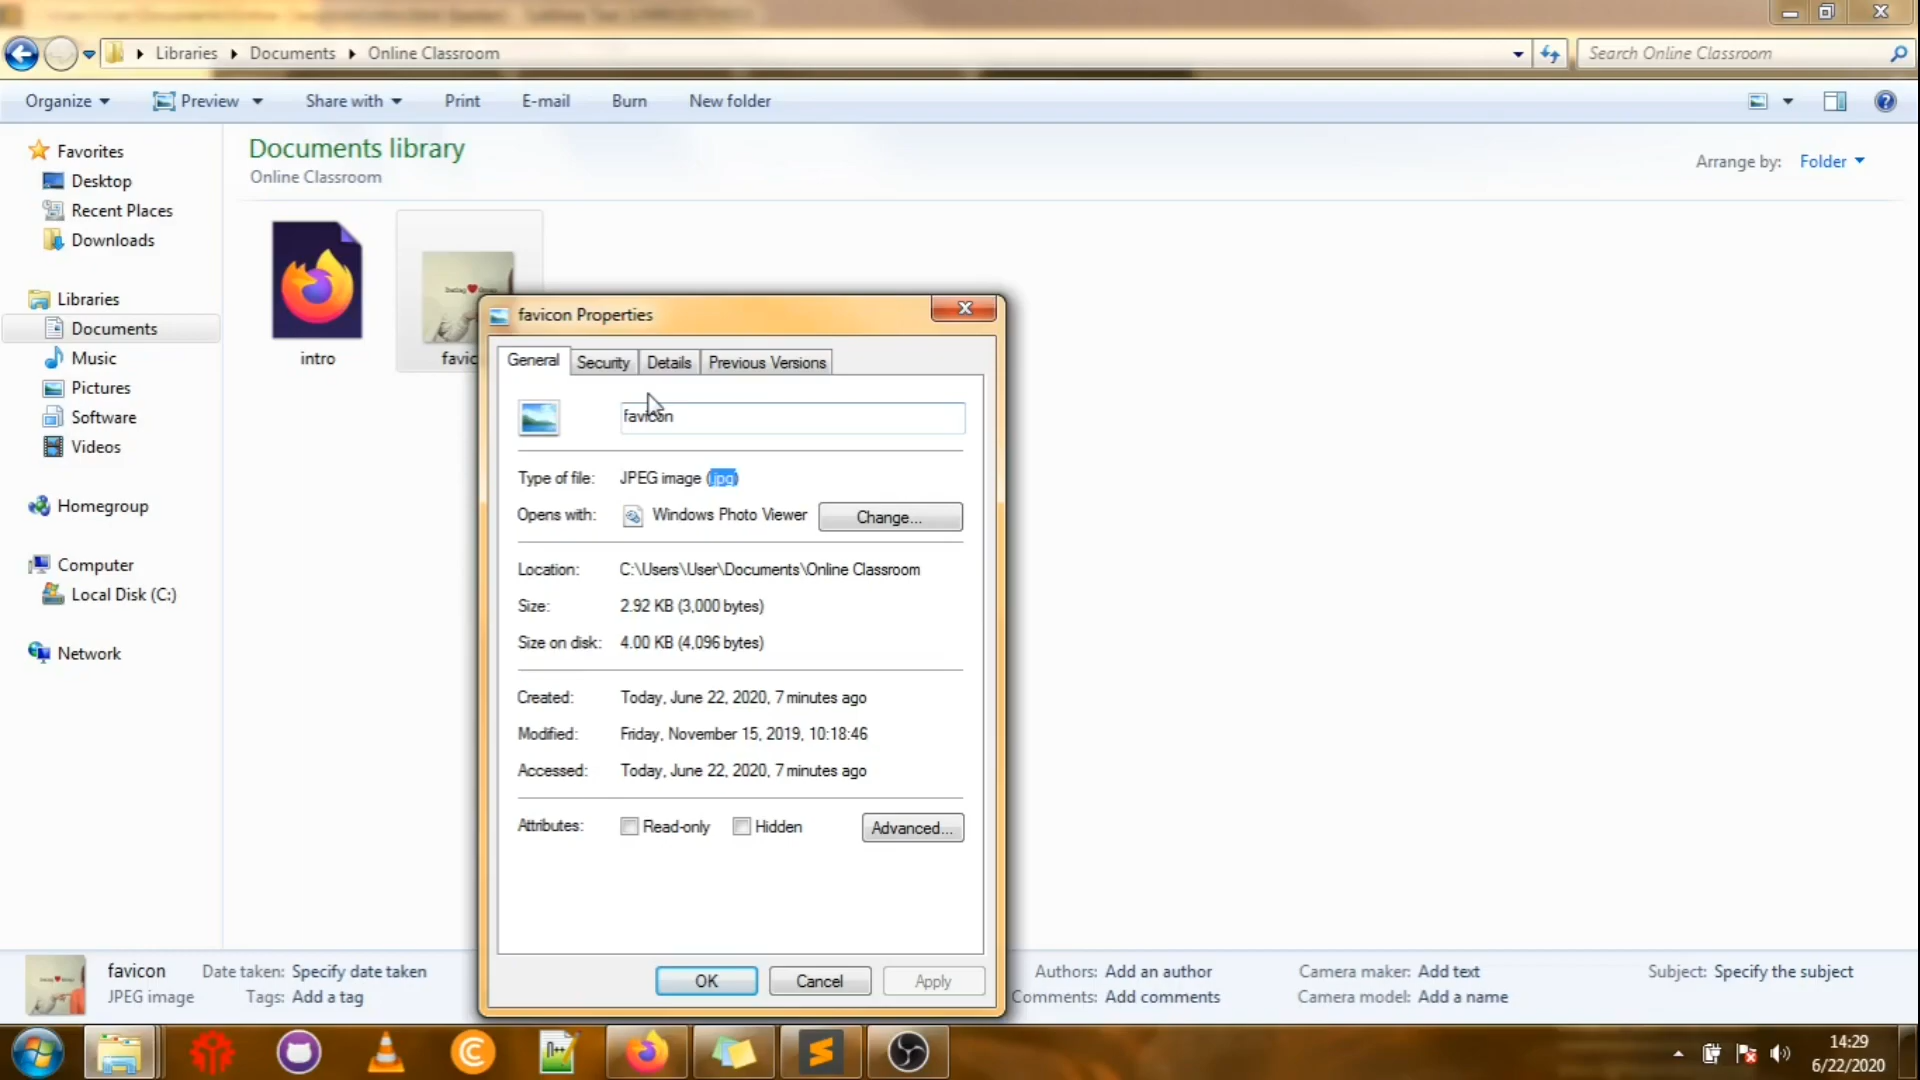 Libraries Documents Online Classroom
Search Online Classroom
Organize Preview Share with Print E-mail Burn New folder
Favorites
Desktop
Recent Places
Downloads
Libraries
Documents
Music
Pictures
Software
Videos
Homegroup
Computer
Local Disk (C:)
Network
Documents library
Online Classroom
Arrange by: Folder
intro
favic
favicon Properties
General Security Details Previous Versions
favicon
Type of file: JPEG image (.jpg)
Opens with: Windows Photo Viewer Change...
Location: C:\Users\User\Documents\Online Classroom
Size: 2.92 KB (3,000 bytes)
Size on disk: 4.00 KB (4,096 bytes)
Created: Today, June 22, 2020, 7 minutes ago
Modified: Friday, November 15, 2019, 10:18:46
Accessed: Today, June 22, 2020, 7 minutes ago
Attributes: Read-only Hidden Advanced...
OK Cancel Apply
favicon Date taken: Specify date taken
JPEG image Tags: Add a tag
Authors: Add an author
Comments: Add comments
Camera maker: Add text
Camera model: Add a name
Subject: Specify the subject
14:29
6/22/2020